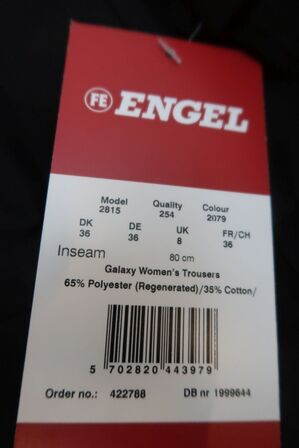 FE ENGEL
Model Quality Colour
2815 254 2079
DK DE UK FR/CH
36 36 8 36
Inseam 80 cm
Galaxy Women's Trousers
65% Polyester (Regenerated)/35% Cotton/
5 702820 443979
Order no.: 422788 DB nr 1999644